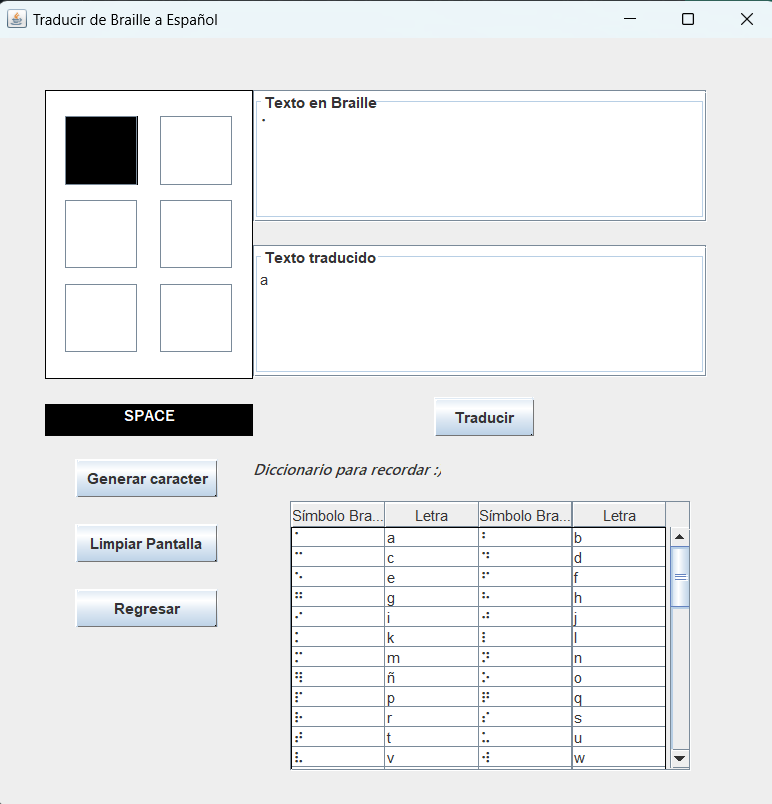 Traducir de Braille a Español
Texto en Braille
⠁
Texto traducido
a
SPACE
Traducir
Generar caracter
Diccionario para recordar :,
Limpiar Pantalla
Regresar
Símbolo Bra... Letra Símbolo Bra... Letra
⠁ a ⠃ b
⠉ c ⠙ d
⠑ e ⠋ f
⠛ g ⠓ h
⠊ i ⠚ j
⠅ k ⠇ l
⠍ m ⠝ n
⠻ ñ ⠕ o
⠏ p ⠟ q
⠗ r ⠎ s
⠞ t ⠥ u
⠧ v ⠺ w